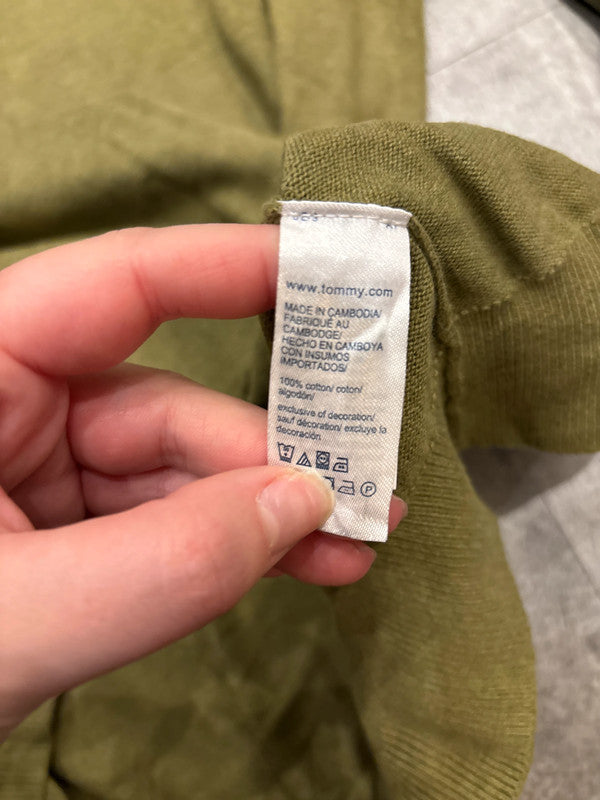 www.tommy.com
MADE IN CAMBODIA/
FABRIQUÉ AU
CAMBODGE/
HECHO EN CAMBOYA
CON INSUMOS
IMPORTADOS
100% cotton/coton/
algodón/
exclusive of decoration/
sauf décoration/ excluye la
decoración
P